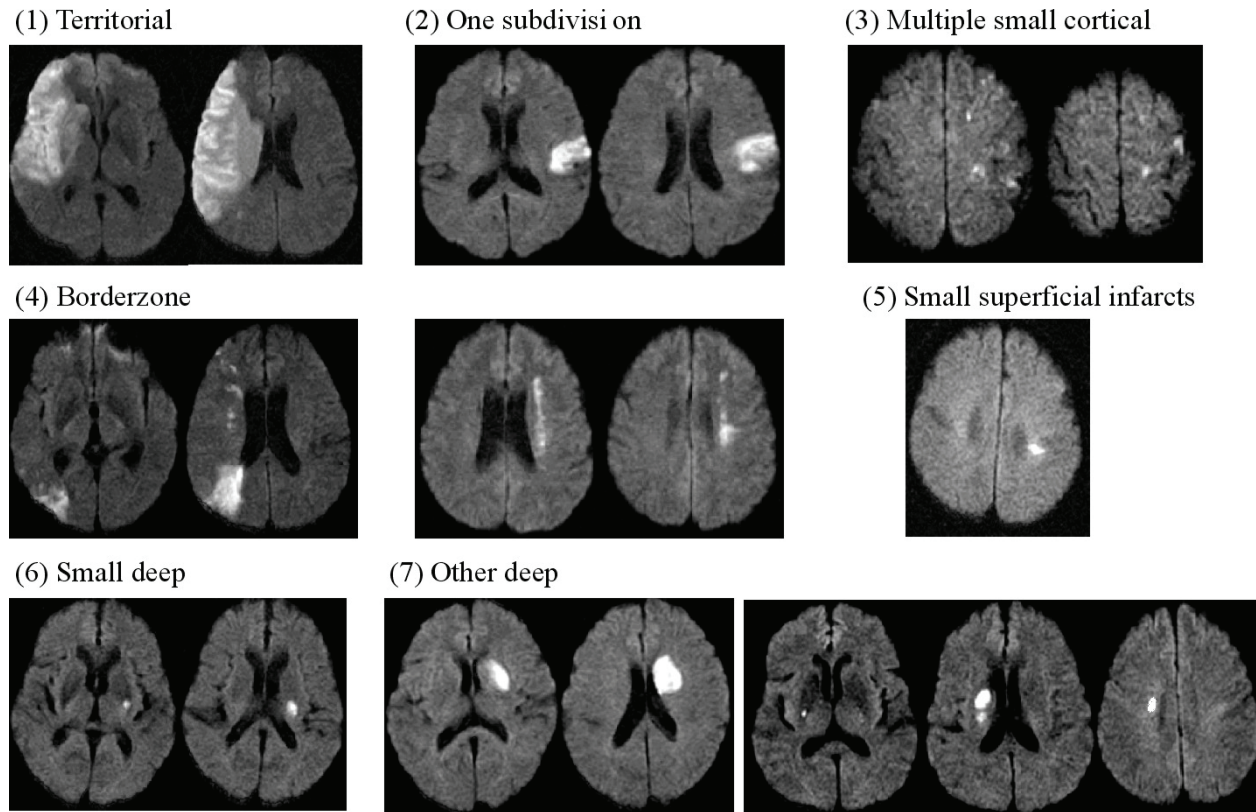 (1) Territorial
(2) One subdivisi on
(3) Multiple small cortical
(4) Borderzone
(5) Small superficial infarcts
(6) Small deep
(7) Other deep